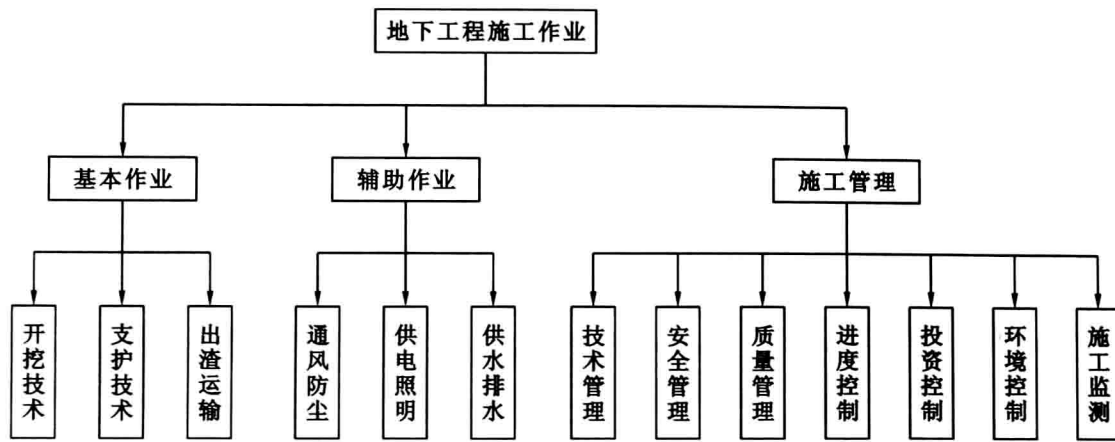 地下工程施工作业
基本作业
辅助作业
施工管理
开挖技术
支护技术
出渣运输
通风防尘
供电照明
供水排水
技术管理
安全管理
质量管理
进度控制
投资控制
环境控制
施工监测